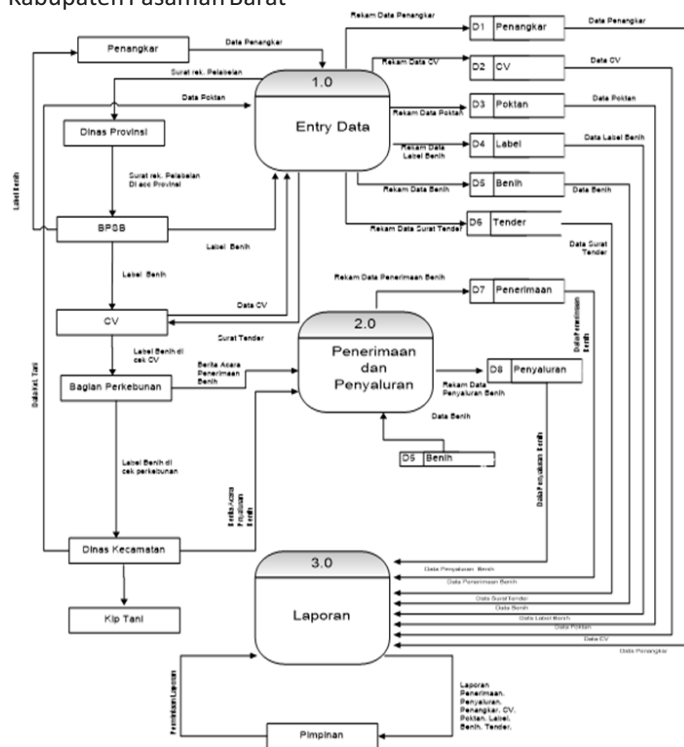 Kabupaten Pasaman Barat
Penangkar
Data Penangkar
Surat rek. Pelabelan
Data Poktan
Dinas Provinsi
Surat rek. Pelabelan
Di acc Provinsi
Label Benih
BPSB
Label Benih
Label Benih
CV
Data CV
Surat Tender
Label Benih di
cek CV
Bagian Perkebunan
Berita Acara
Penerimaan
Benih
Data Kel. Tani
Label Benih di
cek perkebunan
Berita Acara
Benih
Dinas Kecamatan
Klp Tani
1.0
Entry Data
Rekam Data Penangkar
Rekam Data CV
Rekam Data Poktan
Rekam Data
Label Benih
Rekam Data Benih
Rekam Data Surat Tender
D1 Penangkar
D2 CV
D3 Poktan
D4 Label
D5 Benih
D6 Tender
Data Penangkar
Data CV
Data Poktan
Data Label Benih
Data Benih
Data Surat
Tender
Rekam Data Penerimaan Benih
D7 Penerimaan
Data Penerimaan
Benih
2.0
Penerimaan
dan
Penyaluran
Rekam Data
Penyaluran Benih
D8 Penyaluran
Data Benih
D5 Benih
Data Penyaluran Benih
3.0
Laporan
Data Penyaluran Benih
Data Penerimaan Benih
Data Surat Tender
Data Benih
Data Label Benih
Data Poktan
Data CV
Data Penangkar
Permintaan Laporan
Laporan
Penerimaan.
Penyaluran.
Penangkar. CV.
Poktan. Label.
Benih. Tender.
Pimpinan